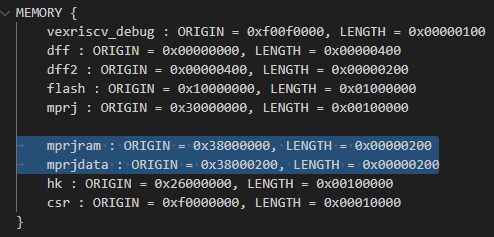 MEMORY {
vexriscv_debug : ORIGIN = 0xf00f0000, LENGTH = 0x00000100
dff : ORIGIN = 0x00000000, LENGTH = 0x00000400
dff2 : ORIGIN = 0x00000400, LENGTH = 0x00000200
flash : ORIGIN = 0x10000000, LENGTH = 0x01000000
mprj : ORIGIN = 0x30000000, LENGTH = 0x00100000
mprjram : ORIGIN = 0x38000000, LENGTH = 0x00000200
mprjdata : ORIGIN = 0x38000200, LENGTH = 0x00000200
hk : ORIGIN = 0x26000000, LENGTH = 0x00100000
csr : ORIGIN = 0xf0000000, LENGTH = 0x00010000
}